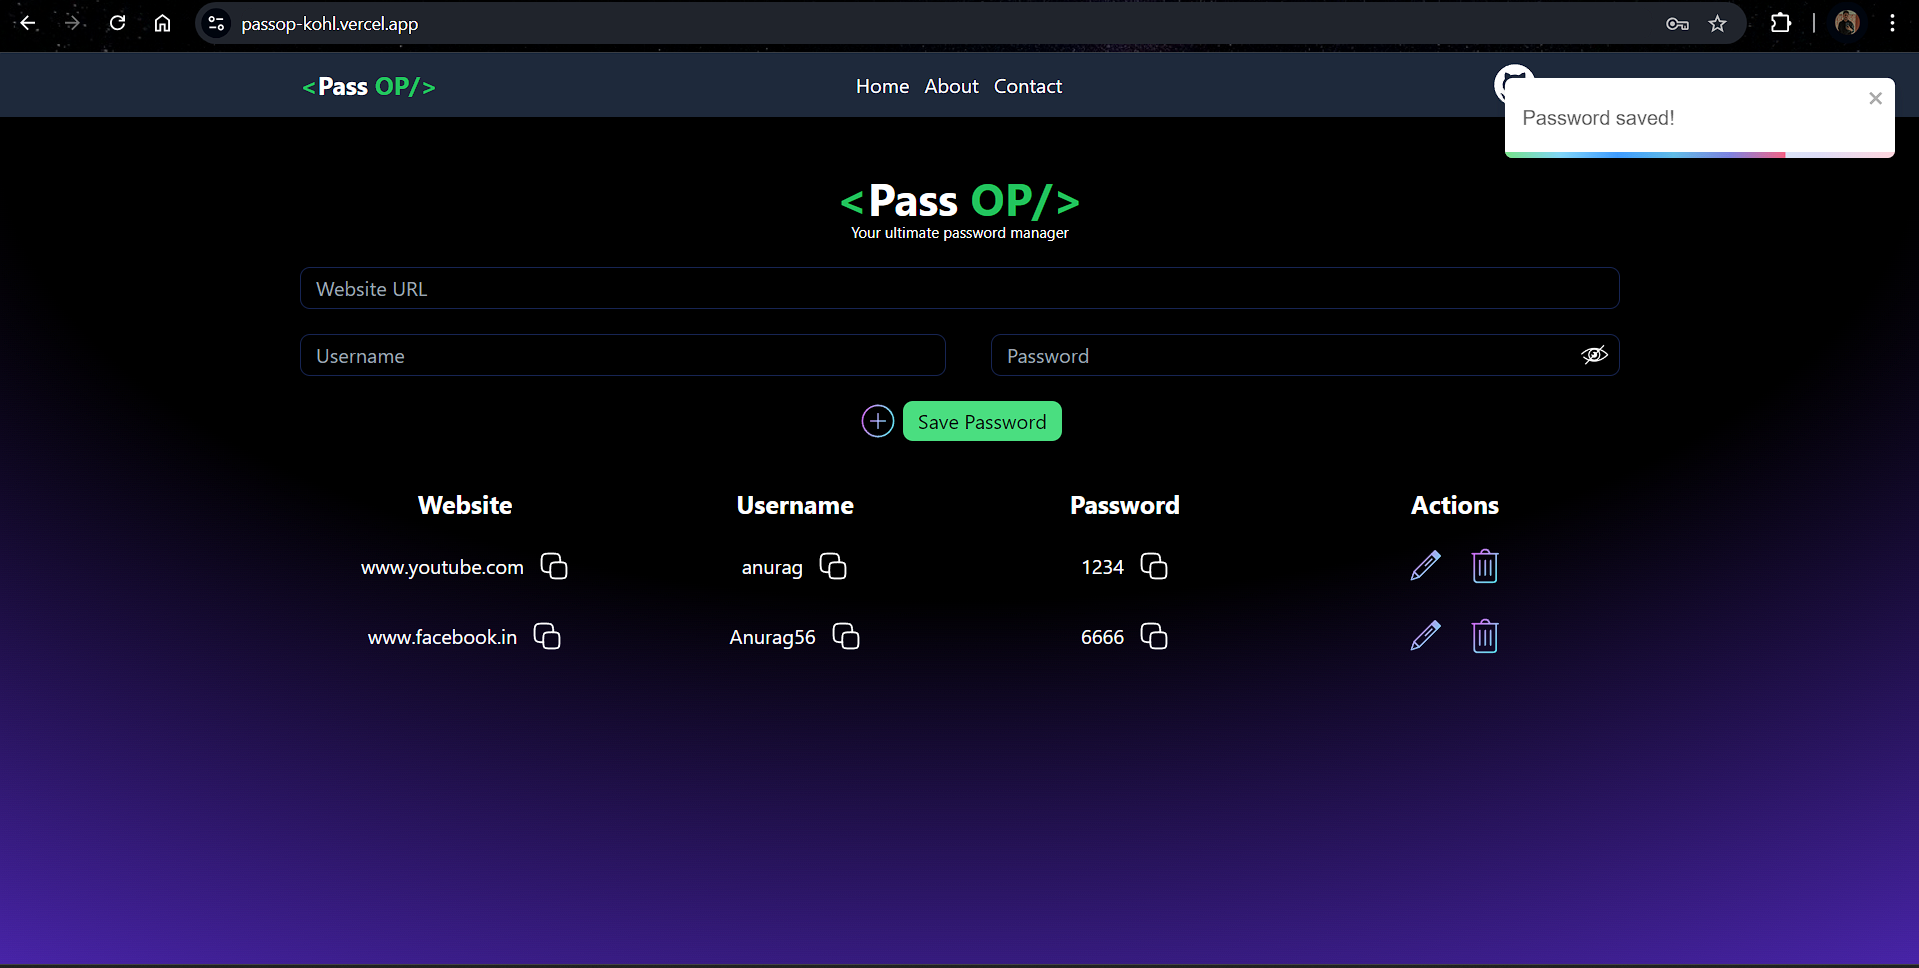 passop-kohl.vercel.app
<Pass OP/>
Home About Contact
Password saved!
<Pass OP/>
Your ultimate password manager
Website URL
Username Password
Save Password
Website Username Password Actions
www.youtube.com anurag 1234
www.facebook.in Anurag56 6666